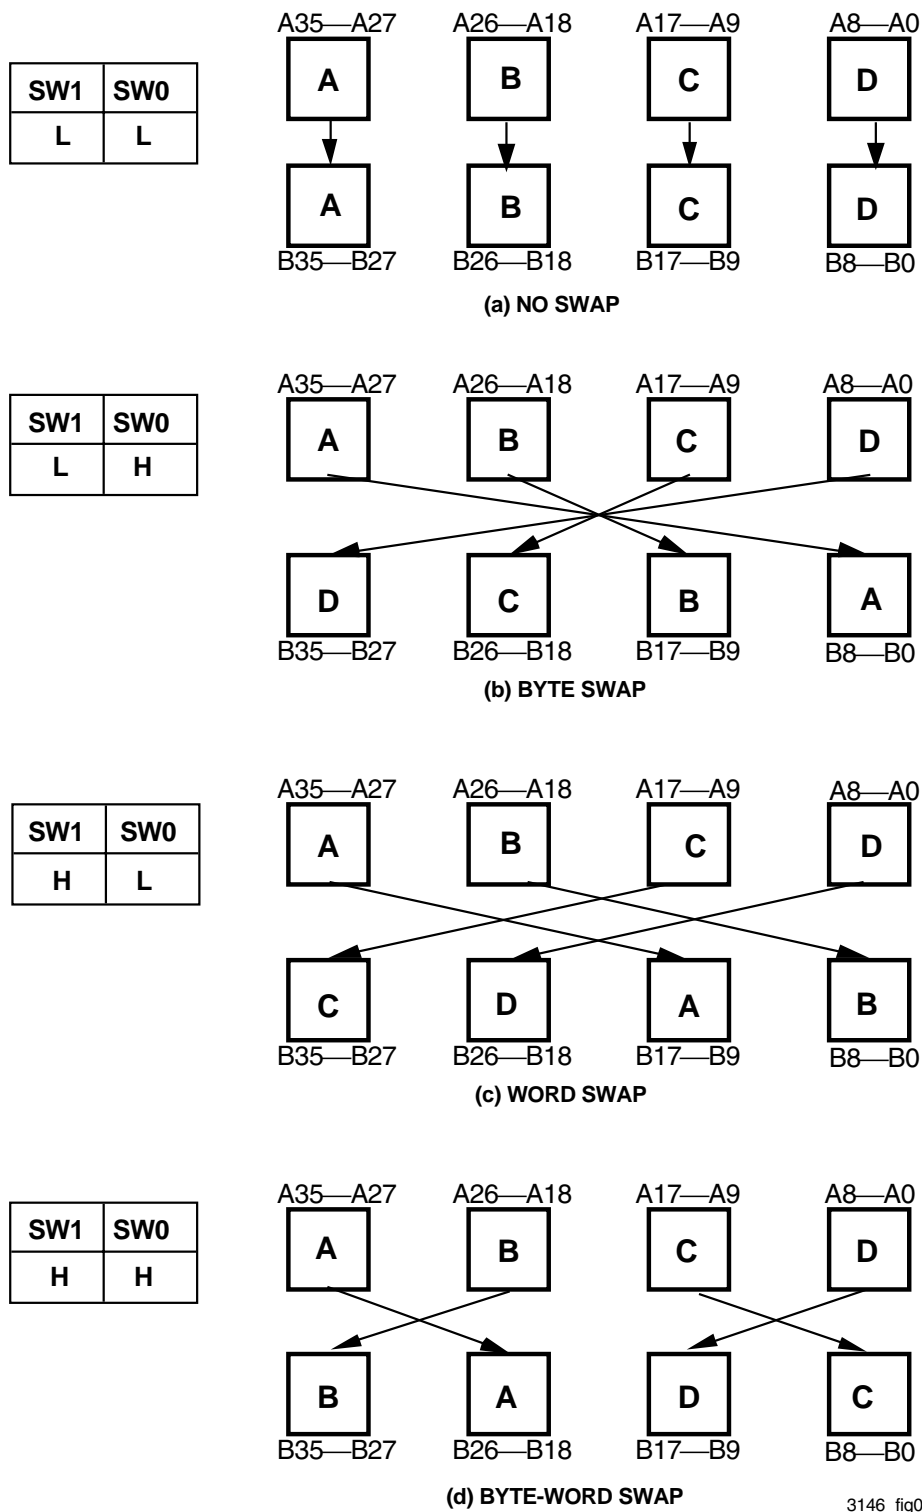 A35—A27 A26—A18 A17—A9 A8—A0
SW1 SW0
L L
A B C D
A B C D
B35—B27 B26—B18 B17—B9 B8—B0
(a) NO SWAP
A35—A27 A26—A18 A17—A9 A8—A0
SW1 SW0
L H
A B C D
D C B A
B35—B27 B26—B18 B17—B9 B8—B0
(b) BYTE SWAP
A35—A27 A26—A18 A17—A9 A8—A0
SW1 SW0
H L
A B C D
C D A B
B35—B27 B26—B18 B17—B9 B8—B0
(c) WORD SWAP
A35—A27 A26—A18 A17—A9 A8—A0
SW1 SW0
H H
A B C D
B A D C
B35—B27 B26—B18 B17—B9 B8—B0
(d) BYTE-WORD SWAP
3146 fig0